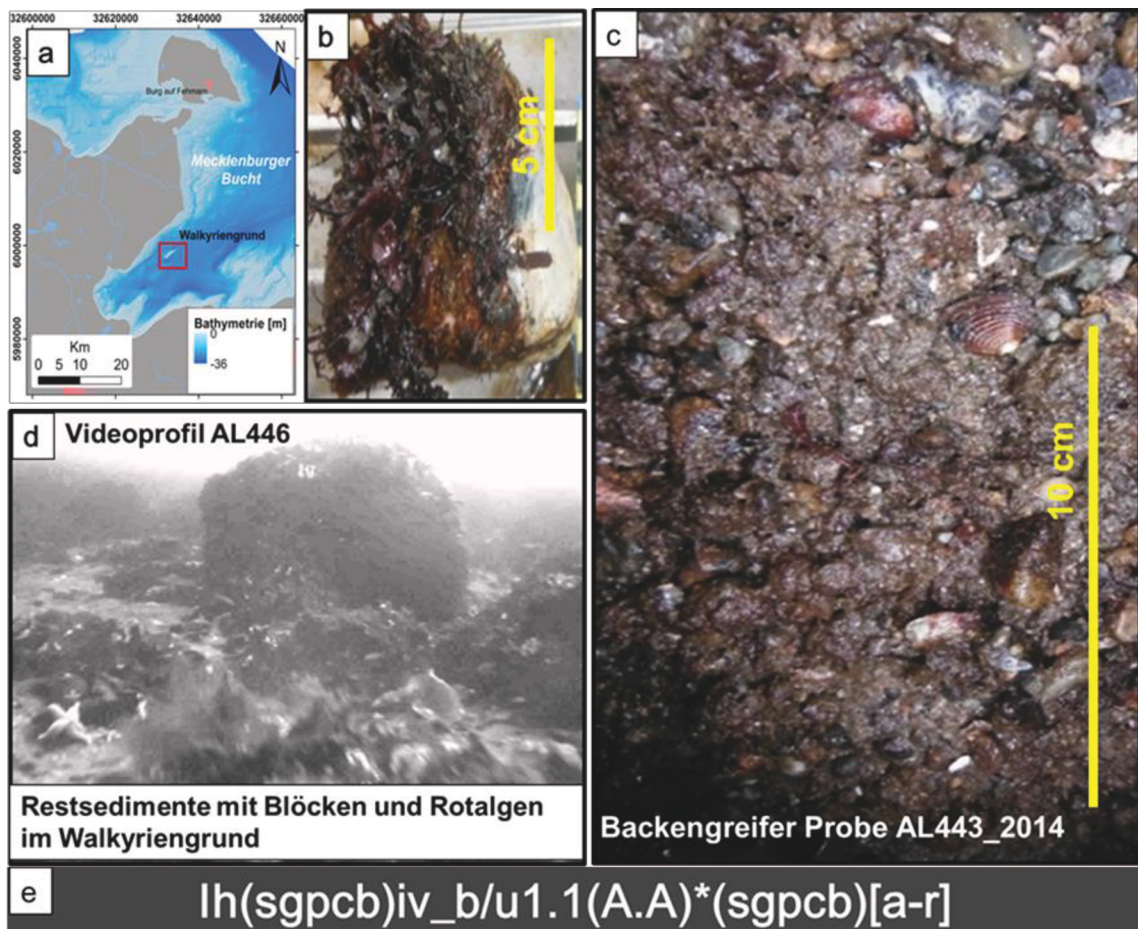 32600000
32620000
32640000
32660000
a
N
6040000
Burg auf Fehmarn
6020000
Mecklenburger
Bucht
Walkyriengrund
6000000
5980000
Km
0 5 10 20
Bathymetrie [m]
0
-36
b
5 cm
c
10 cm
Backengreifer Probe AL443_2014
d
Videoprofil AL446
Restsedimente mit Blöcken und Rotalgen
im Walkyriengrund
e
Ih(sgpcb)iv_b/u1.1(A.A)*(sgpcb)[a-r]